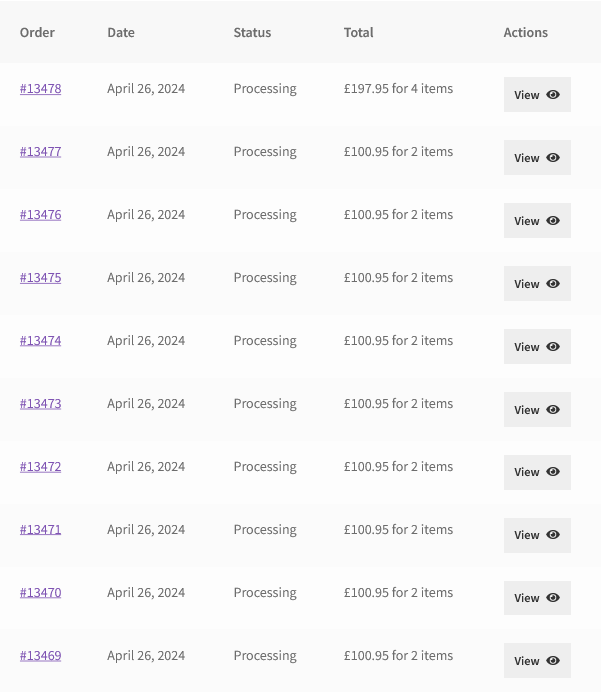 Order Date Status Total Actions
#13478 April 26, 2024 Processing £197.95 for 4 items View
#13477 April 26, 2024 Processing £100.95 for 2 items View
#13476 April 26, 2024 Processing £100.95 for 2 items View
#13475 April 26, 2024 Processing £100.95 for 2 items View
#13474 April 26, 2024 Processing £100.95 for 2 items View
#13473 April 26, 2024 Processing £100.95 for 2 items View
#13472 April 26, 2024 Processing £100.95 for 2 items View
#13471 April 26, 2024 Processing £100.95 for 2 items View
#13470 April 26, 2024 Processing £100.95 for 2 items View
#13469 April 26, 2024 Processing £100.95 for 2 items View